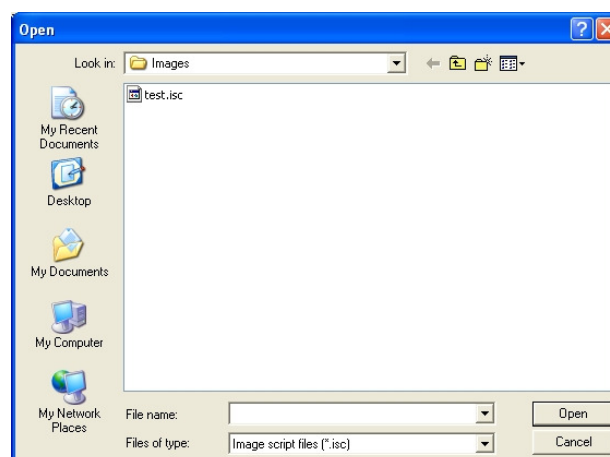 Open
Look in: Images
test.isc
My Recent
Documents
Desktop
My Documents
My Computer
My Network
Places
File name:
Open
Files of type: Image script files (*.isc)
Cancel